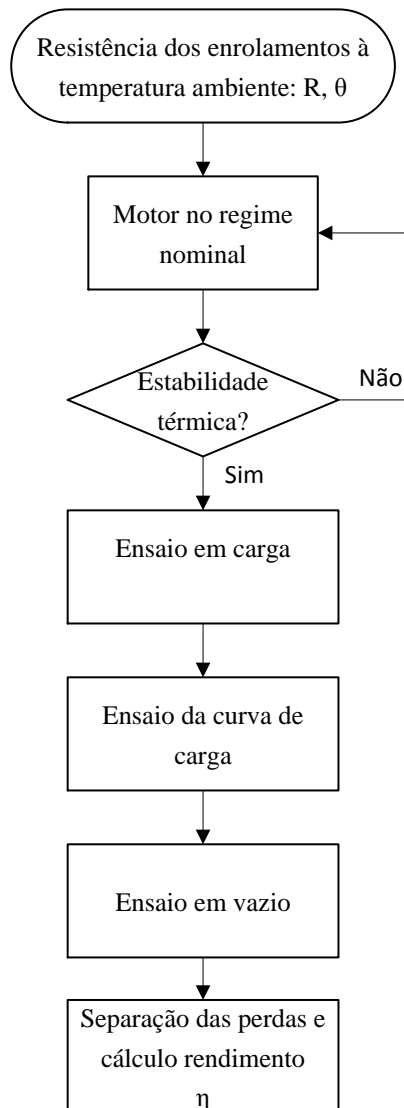 Resistência dos enrolamentos à
temperatura ambiente: R, θ
Motor no regime
nominal
Estabilidade
térmica?
Não
Sim
Ensaio em carga
Ensaio da curva de
carga
Ensaio em vazio
Separação das perdas e
cálculo rendimento
η